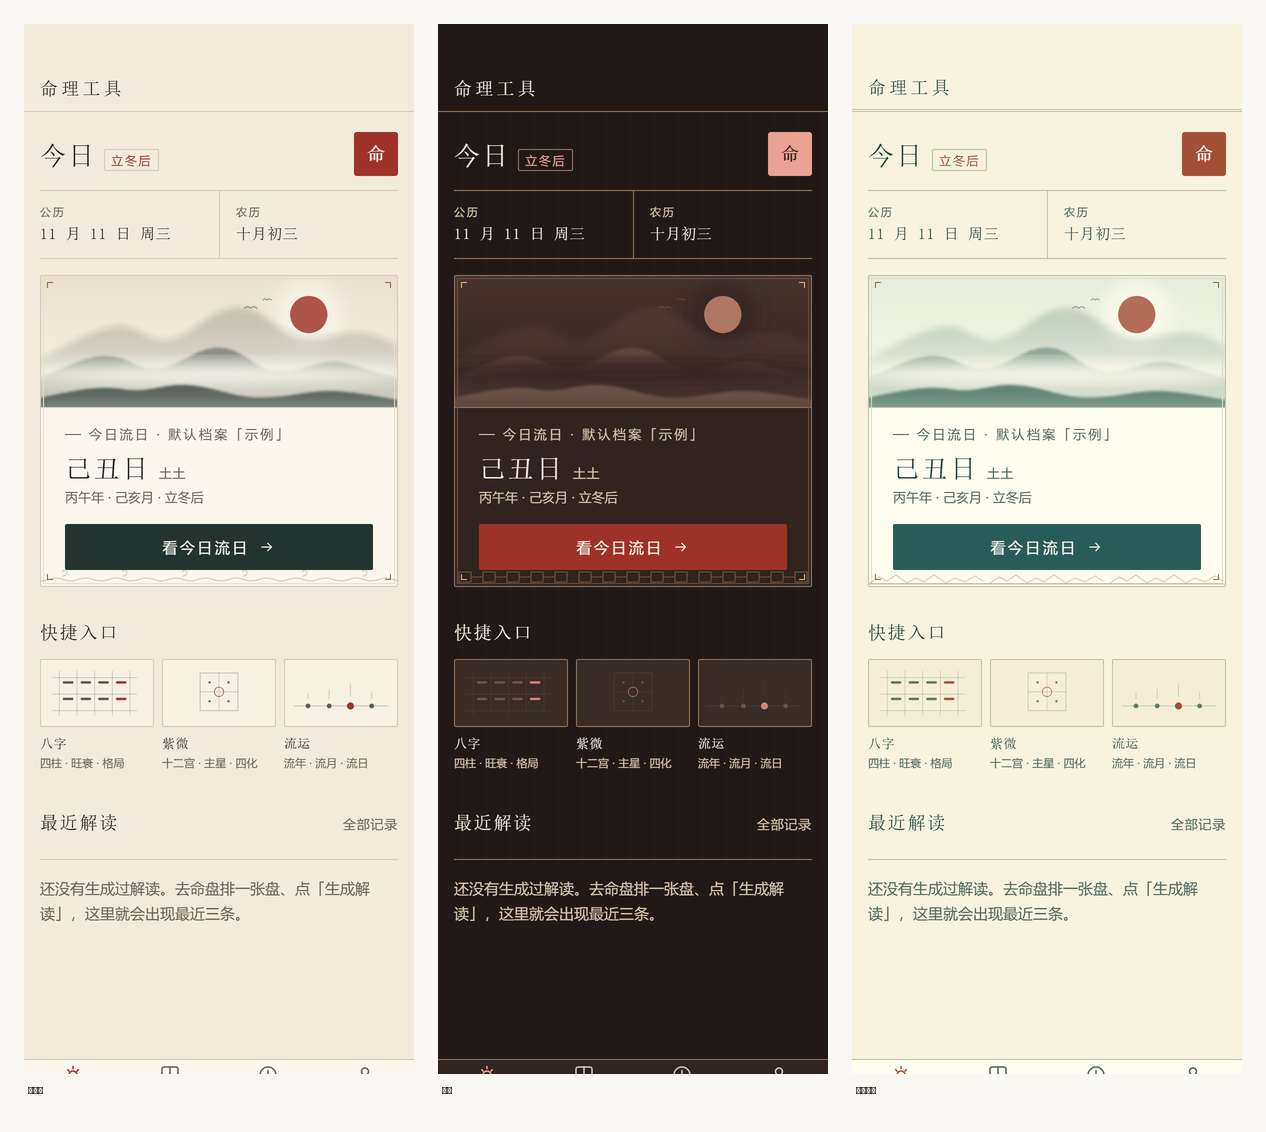 命理工具
今日 立冬后 命
公历 农历
11 月 11 日 周三 十月初三
— 今日流日 · 默认档案「示例」
己丑日 土土
丙午年 · 己亥月 · 立冬后
看今日流日 →
快捷入口
八字 紫微 流运
四柱 · 旺衰 · 格局 十二宫 · 主星 · 四化 流年 · 流月 · 流日
最近解读 全部记录
还没有生成过解读。去命盘排一张盘、点「生成解
读」，这里就会出现最近三条。
命理工具
今日 立冬后 命
公历 农历
11 月 11 日 周三 十月初三
— 今日流日 · 默认档案「示例」
己丑日 土土
丙午年 · 己亥月 · 立冬后
看今日流日 →
快捷入口
八字 紫微 流运
四柱 · 旺衰 · 格局 十二宫 · 主星 · 四化 流年 · 流月 · 流日
最近解读 全部记录
还没有生成过解读。去命盘排一张盘、点「生成解
读」，这里就会出现最近三条。
命理工具
今日 立冬后 命
公历 农历
11 月 11 日 周三 十月初三
— 今日流日 · 默认档案「示例」
己丑日 土土
丙午年 · 己亥月 · 立冬后
看今日流日 →
快捷入口
八字 紫微 流运
四柱 · 旺衰 · 格局 十二宫 · 主星 · 四化 流年 · 流月 · 流日
最近解读 全部记录
还没有生成过解读。去命盘排一张盘、点「生成解
读」，这里就会出现最近三条。